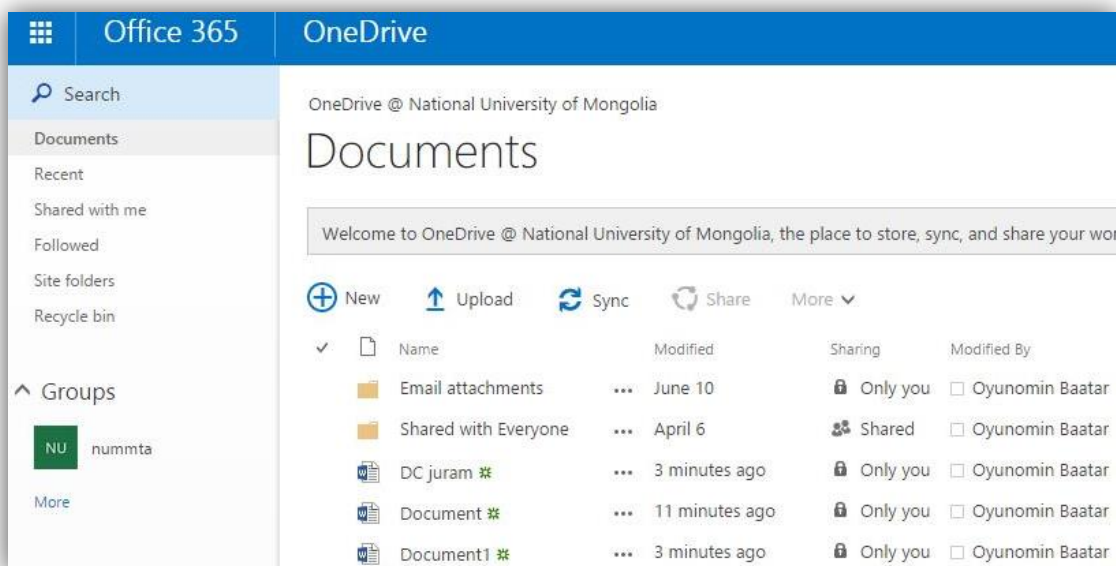 Office 365
OneDrive
Search
Documents
Recent
Shared with me
Followed
Site folders
Recycle bin
Groups
NU nummta
More
OneDrive @ National University of Mongolia
Documents
Welcome to OneDrive @ National University of Mongolia, the place to store, sync, and share your
New Upload Sync Share More
Name Modified Sharing Modified By
Email attachments ... June 10 Only you Oyunomin Baatar
Shared with Everyone ... April 6 Shared Oyunomin Baatar
DC juram ... 3 minutes ago Only you Oyunomin Baatar
Document ... 11 minutes ago Only you Oyunomin Baatar
Document1 ... 3 minutes ago Only you Oyunomin Baatar